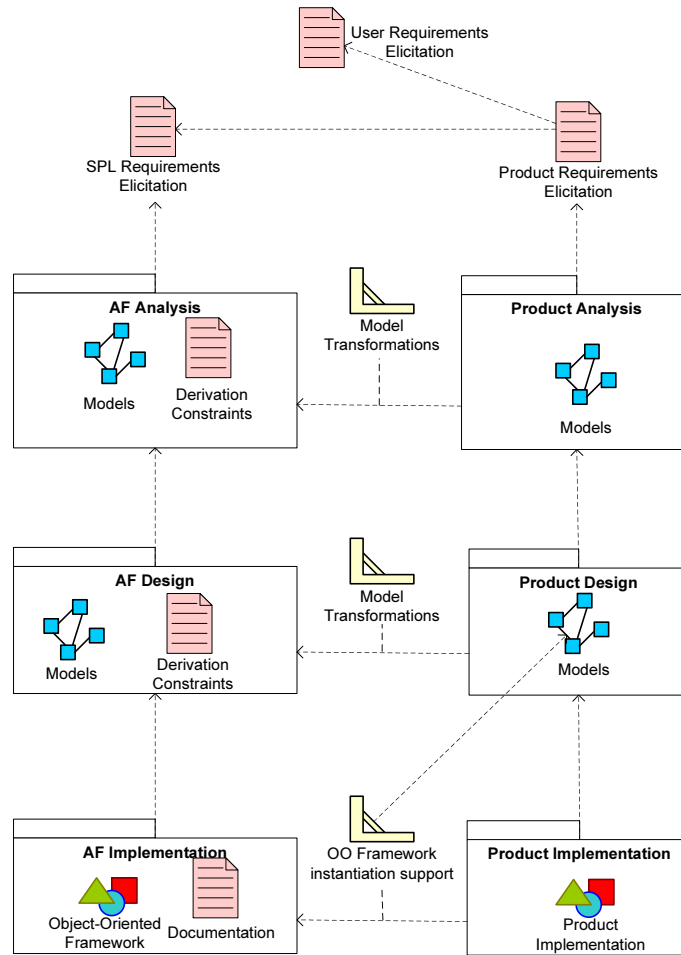 User Requirements
Elicitation
SPL Requirements
Elicitation
Product Requirements
Elicitation
AF Analysis
Models
Derivation
Constraints
Model
Transformations
Product Analysis
Models
AF Design
Models
Derivation
Constraints
Model
Transformations
Product Design
Models
AF Implementation
Object-Oriented
Framework
Documentation
OO Framework
instantiation support
Product Implementation
Product
Implementation